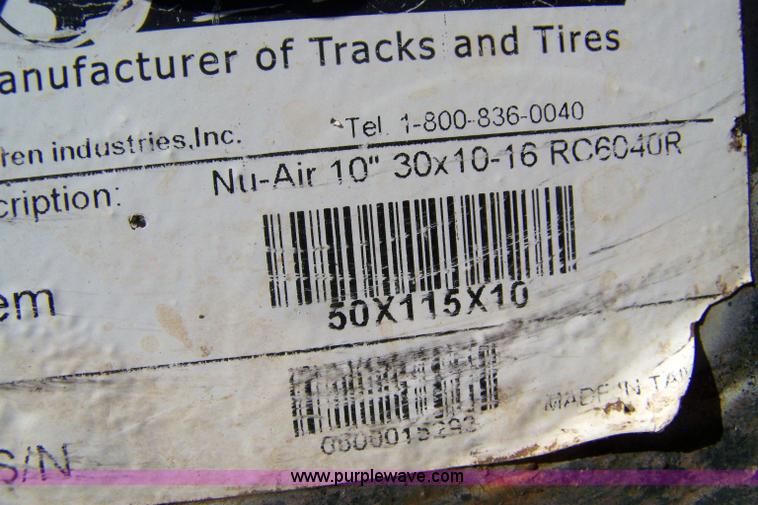 anufacturer of Tracks and Tires
ren industries,Inc. Tel. 1-800-836-0040
cription: Nu-Air 10" 30x10-16 RC6040R
em 50X115X10
MADE IN TAI
S/N
www.purplewave.com